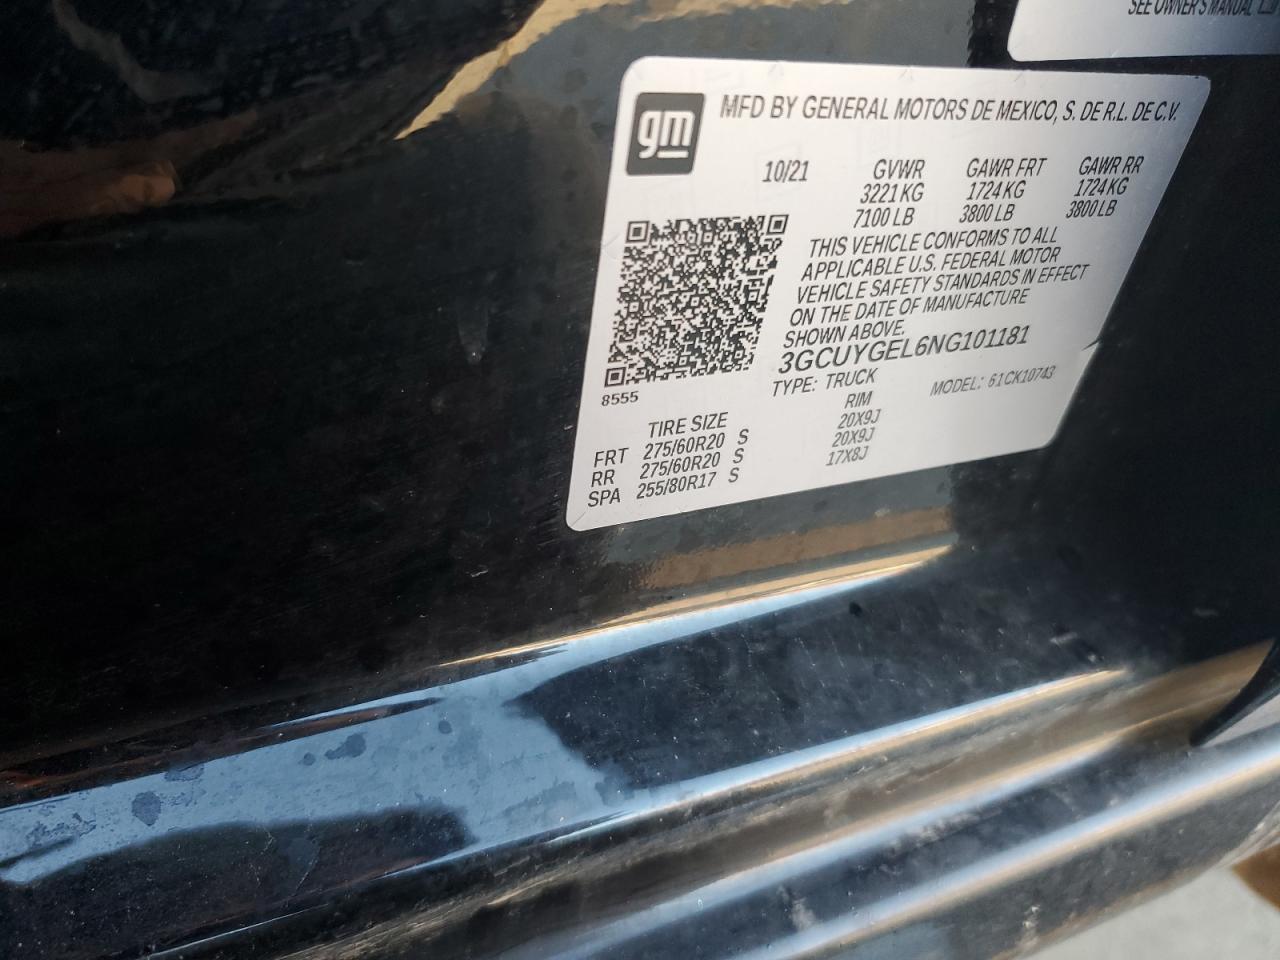 SEE OWNER'S MANUAL
gm
MFD BY GENERAL MOTORS DE MEXICO, S. DE R.L. DE C.V.
10/21 GVWR GAWR FRT GAWR RR
3221 KG 1724 KG 1724 KG
7100 LB 3800 LB 3800 LB
THIS VEHICLE CONFORMS TO ALL
APPLICABLE U.S. FEDERAL MOTOR
VEHICLE SAFETY STANDARDS IN EFFECT
ON THE DATE OF MANUFACTURE
SHOWN ABOVE.
3GCUYGEL6NG101181
8555
TYPE: TRUCK MODEL: 61CK10743
TIRE SIZE RIM
FRT 275/60R20 S 20X9J
RR 275/60R20 S 20X9J
SPA 255/80R17 S 17X8J